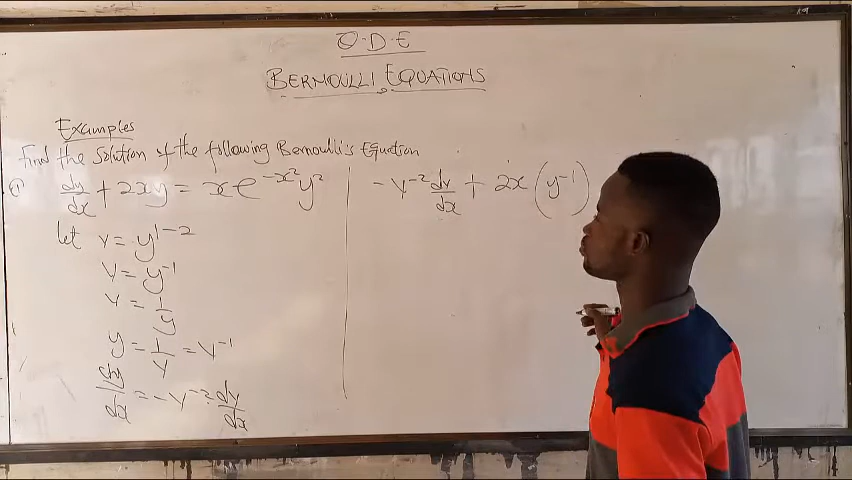 O.D.E
BERMOULLI EQUATIONS
Examples
Find the Solution of the following Bernoulli's Equation
① dy/dx + 2xy = xe^-x² y²
let v = y^1-2
v = y^-1
v = 1/y
y = 1/v = v^-1
dy/dx = -v^-2 dv/dx
-v^-2 dv/dx + 2x(y^-1)